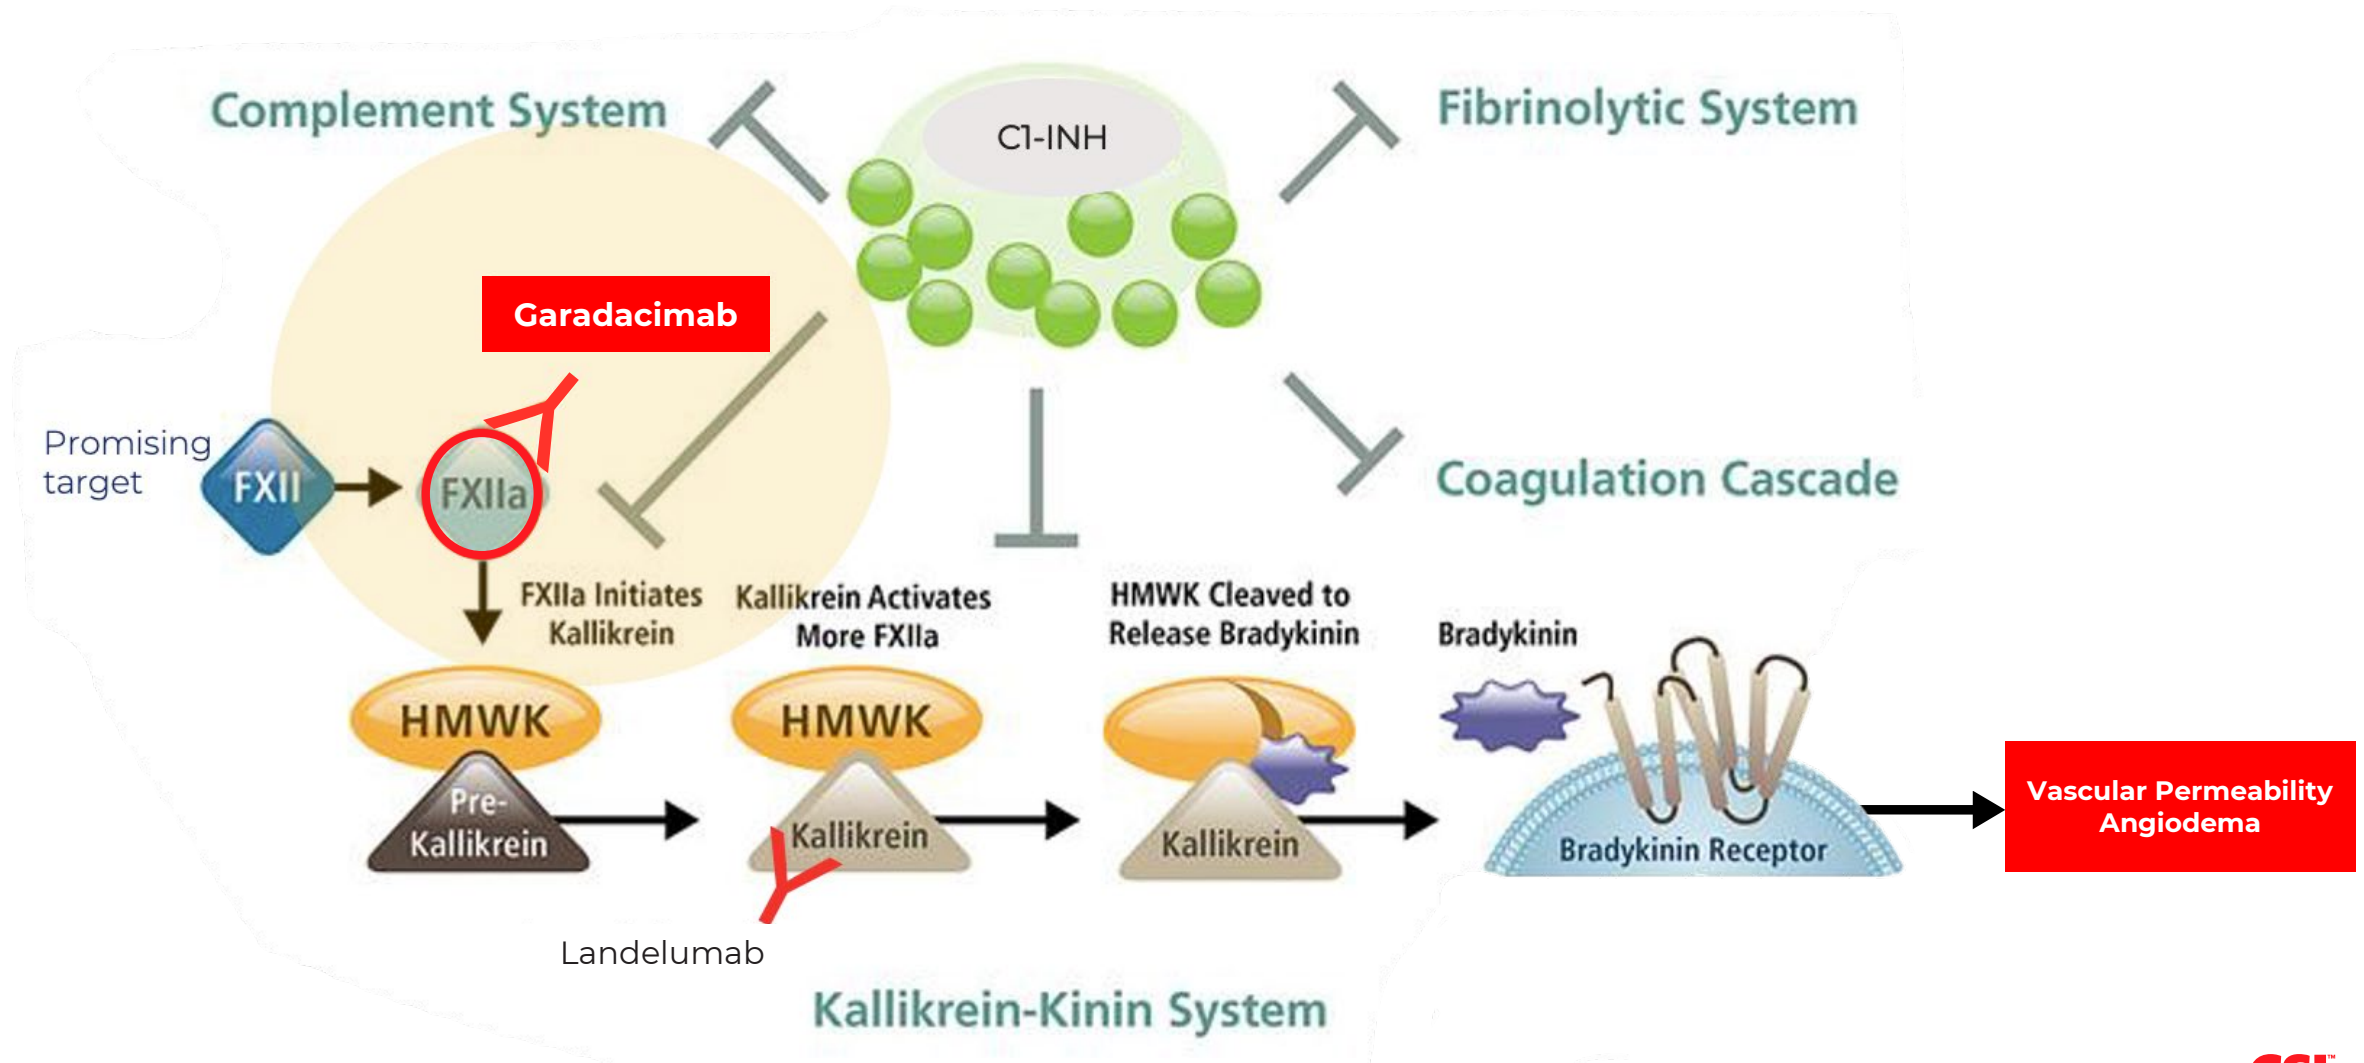 Complement System
C1-INH
Fibrinolytic System
Garadacimab
Promising
target
FXII
FXIIa
Coagulation Cascade
FXIIa Initiates
Kallikrein
Kallikrein Activates
More FXIIa
HMWK Cleaved to
Release Bradykinin
Bradykinin
HMWK
Pre-
Kallikrein
HMWK
Kallikrein
Kallikrein
Bradykinin Receptor
Vascular Permeability
Angiodema
Landelumab
Kallikrein-Kinin System